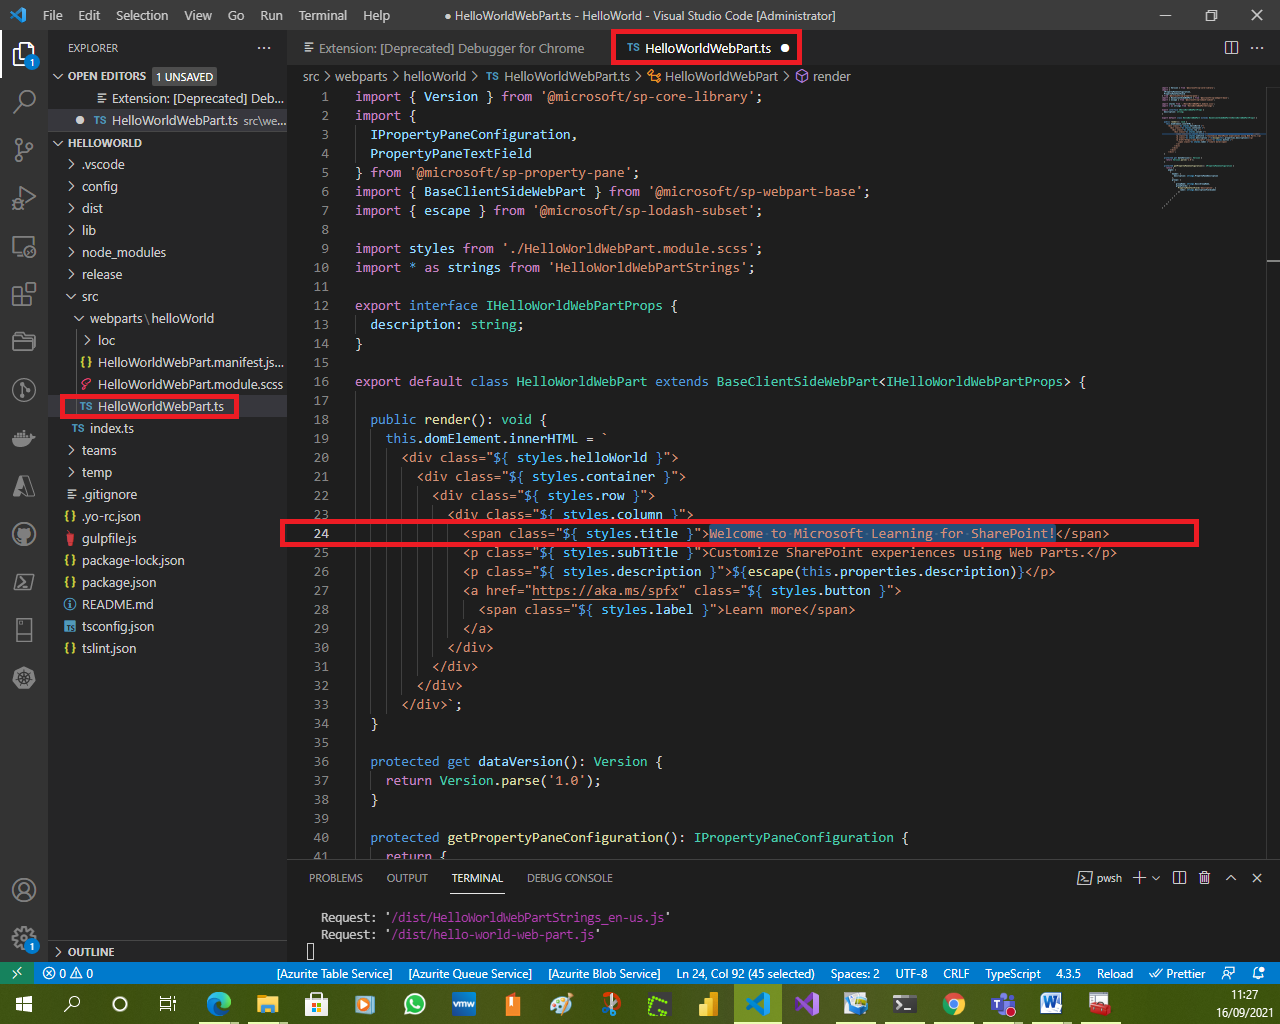 File Edit Selection View Go Run Terminal Help ● HelloWorldWebPart.ts - HelloWorld - Visual Studio Code [Administrator]
EXPLORER
OPEN EDITORS 1 UNSAVED
Extension: [Deprecated] Deb...
TS HelloWorldWebPart.ts src\we...
HELLOWORLD
.vscode
config
dist
lib
node_modules
release
src
webparts\helloWorld
loc
{} HelloWorldWebPart.manifest.js...
HelloWorldWebPart.module.scss
TS HelloWorldWebPart.ts
TS index.ts
teams
temp
.gitignore
{} .yo-rc.json
gulpfile.js
{} package-lock.json
{} package.json
README.md
tsconfig.json
{} tslint.json
OUTLINE
Extension: [Deprecated] Debugger for Chrome
TS HelloWorldWebPart.ts ●
src > webparts > helloWorld > TS HelloWorldWebPart.ts > HelloWorldWebPart > render
1 import { Version } from '@microsoft/sp-core-library';
2 import {
3 IPropertyPaneConfiguration,
4 PropertyPaneTextField
5 } from '@microsoft/sp-property-pane';
6 import { BaseClientSideWebPart } from '@microsoft/sp-webpart-base';
7 import { escape } from '@microsoft/sp-lodash-subset';
8
9 import styles from './HelloWorldWebPart.module.scss';
10 import * as strings from 'HelloWorldWebPartStrings';
11
12 export interface IHelloWorldWebPartProps {
13 description: string;
14 }
15
16 export default class HelloWorldWebPart extends BaseClientSideWebPart<IHelloWorldWebPartProps> {
17
18 public render(): void {
19 this.domElement.innerHTML = `
20 <div class="${ styles.helloWorld }">
21 <div class="${ styles.container }">
22 <div class="${ styles.row }">
23 <div class="${ styles.column }">
24 <span class="${ styles.title }">Welcome to Microsoft Learning for SharePoint!</span>
25 <p class="${ styles.subTitle }">Customize SharePoint experiences using Web Parts.</p>
26 <p class="${ styles.description }">${escape(this.properties.description)}</p>
27 <a href="https://aka.ms/spfx" class="${ styles.button }">
28 <span class="${ styles.label }">Learn more</span>
29 </a>
30 </div>
31 </div>
32 </div>
33 </div>`;
34 }
35
36 protected get dataVersion(): Version {
37 return Version.parse('1.0');
38 }
39
40 protected getPropertyPaneConfiguration(): IPropertyPaneConfiguration {
41 return {
PROBLEMS OUTPUT TERMINAL DEBUG CONSOLE pwsh
Request: '/dist/HelloWorldWebPartStrings_en-us.js'
Request: '/dist/hello-world-web-part.js'
0 0 [Azurite Table Service] [Azurite Queue Service] [Azurite Blob Service] Ln 24, Col 92 (45 selected) Spaces: 2 UTF-8 CRLF TypeScript 4.3.5 Reload Prettier
11:27
16/09/2021